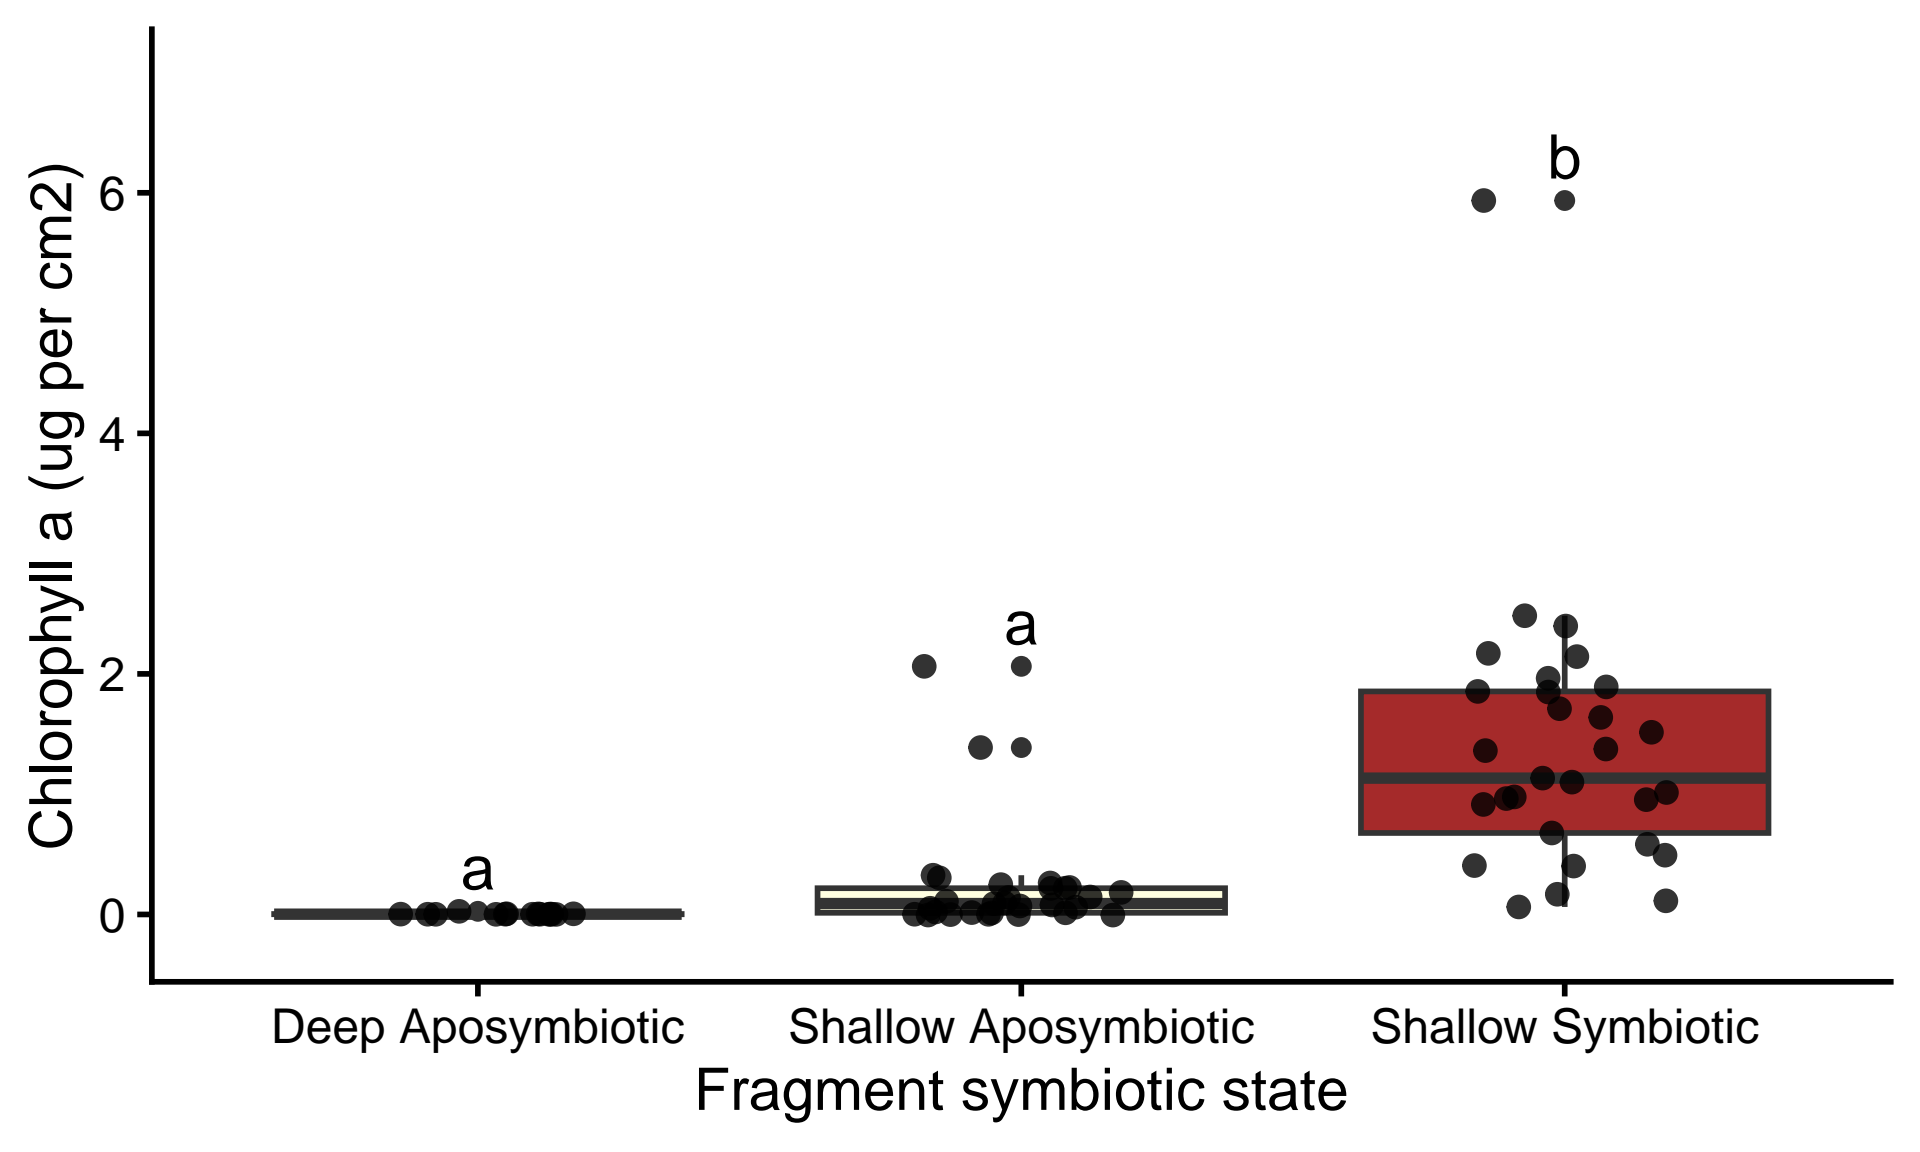 Chlorophyll a (ug per cm2)
6
4
2
0
b
a
a
Deep Aposymbiotic
Shallow Aposymbiotic
Shallow Symbiotic
Fragment symbiotic state